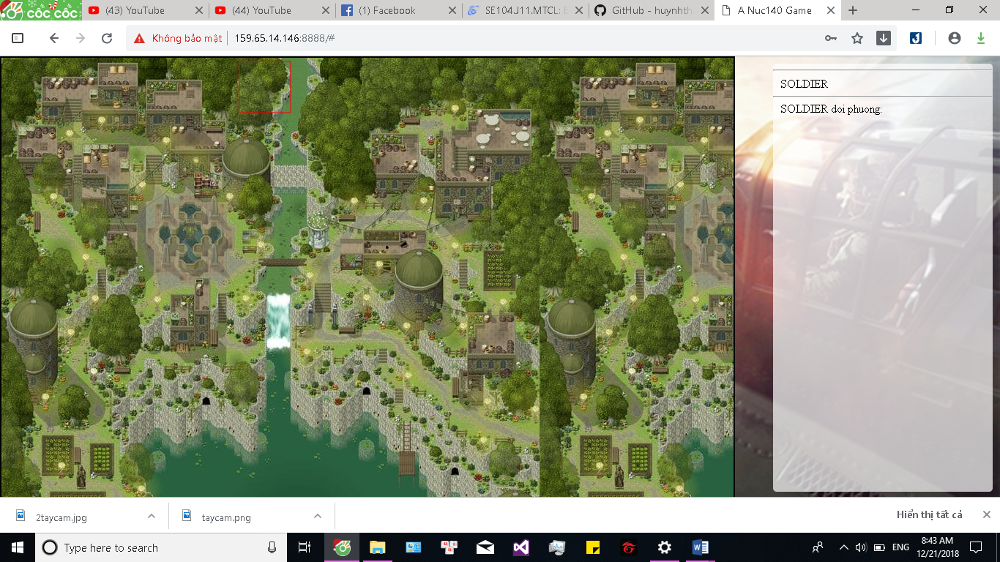 cốc cốc
(43) YouTube
(44) YouTube
(1) Facebook
SE104.J11.MTCL:
GitHub - huynhth
A Nuc140 Game
Không bảo mật
159.65.14.146:8888/#
SOLDIER
SOLDIER doi phuong:
2taycam.jpg
taycam.png
Hiển thị tất cả
Type here to search
ENG
8:43 AM
12/21/2018